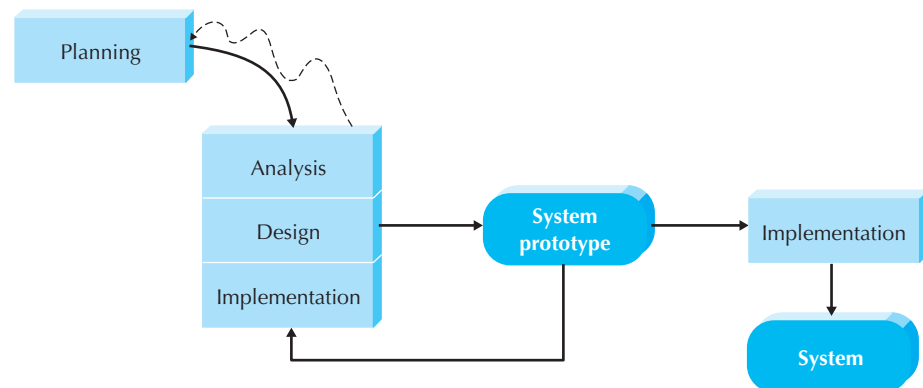 Planning
Analysis
Design
Implementation
System
prototype
Implementation
System